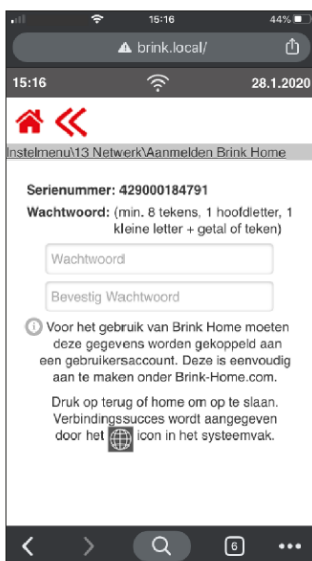 15:16
44%
brink.local/
15:16
28.1.2020
Instelmenu\13 Netwerk\Aanmelden Brink Home
Serienummer: 429000184791
Wachtwoord: (min. 8 tekens, 1 hoofdletter, 1
kleine letter + getal of teken)
Wachtwoord
Bevestig Wachtwoord
Voor het gebruik van Brink Home moeten
deze gegevens worden gekoppeld aan
een gebruikersaccount. Deze is eenvoudig
aan te maken onder Brink-Home.com.
Druk op terug of home om op te slaan.
Verbindingssucces wordt aangegeven
door het icon in het systeemvak.
6